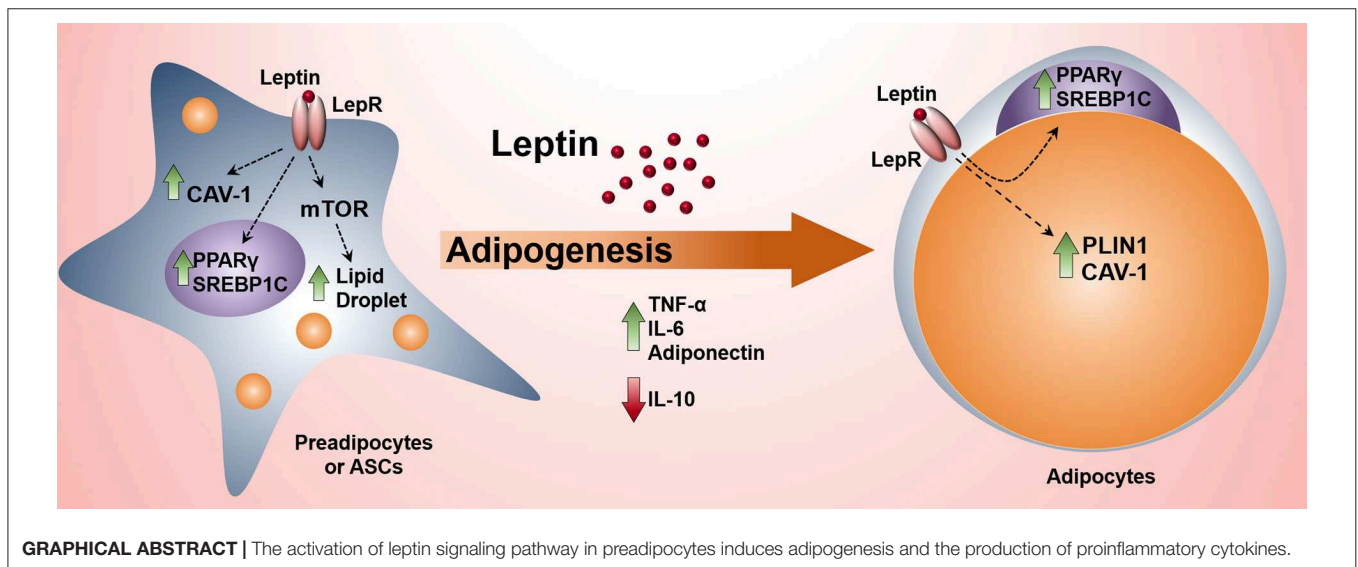 Leptin
LepR
CAV-1
mTOR
PPARγ
SREBP1C
Lipid
Droplet
Preadipocytes
or ASCs
Leptin
Adipogenesis
TNF-α
IL-6
Adiponectin
IL-10
Leptin
LepR
PPARγ
SREBP1C
PLIN1
CAV-1
Adipocytes
GRAPHICAL ABSTRACT | The activation of leptin signaling pathway in preadipocytes induces adipogenesis and the production of proinflammatory cytokines.